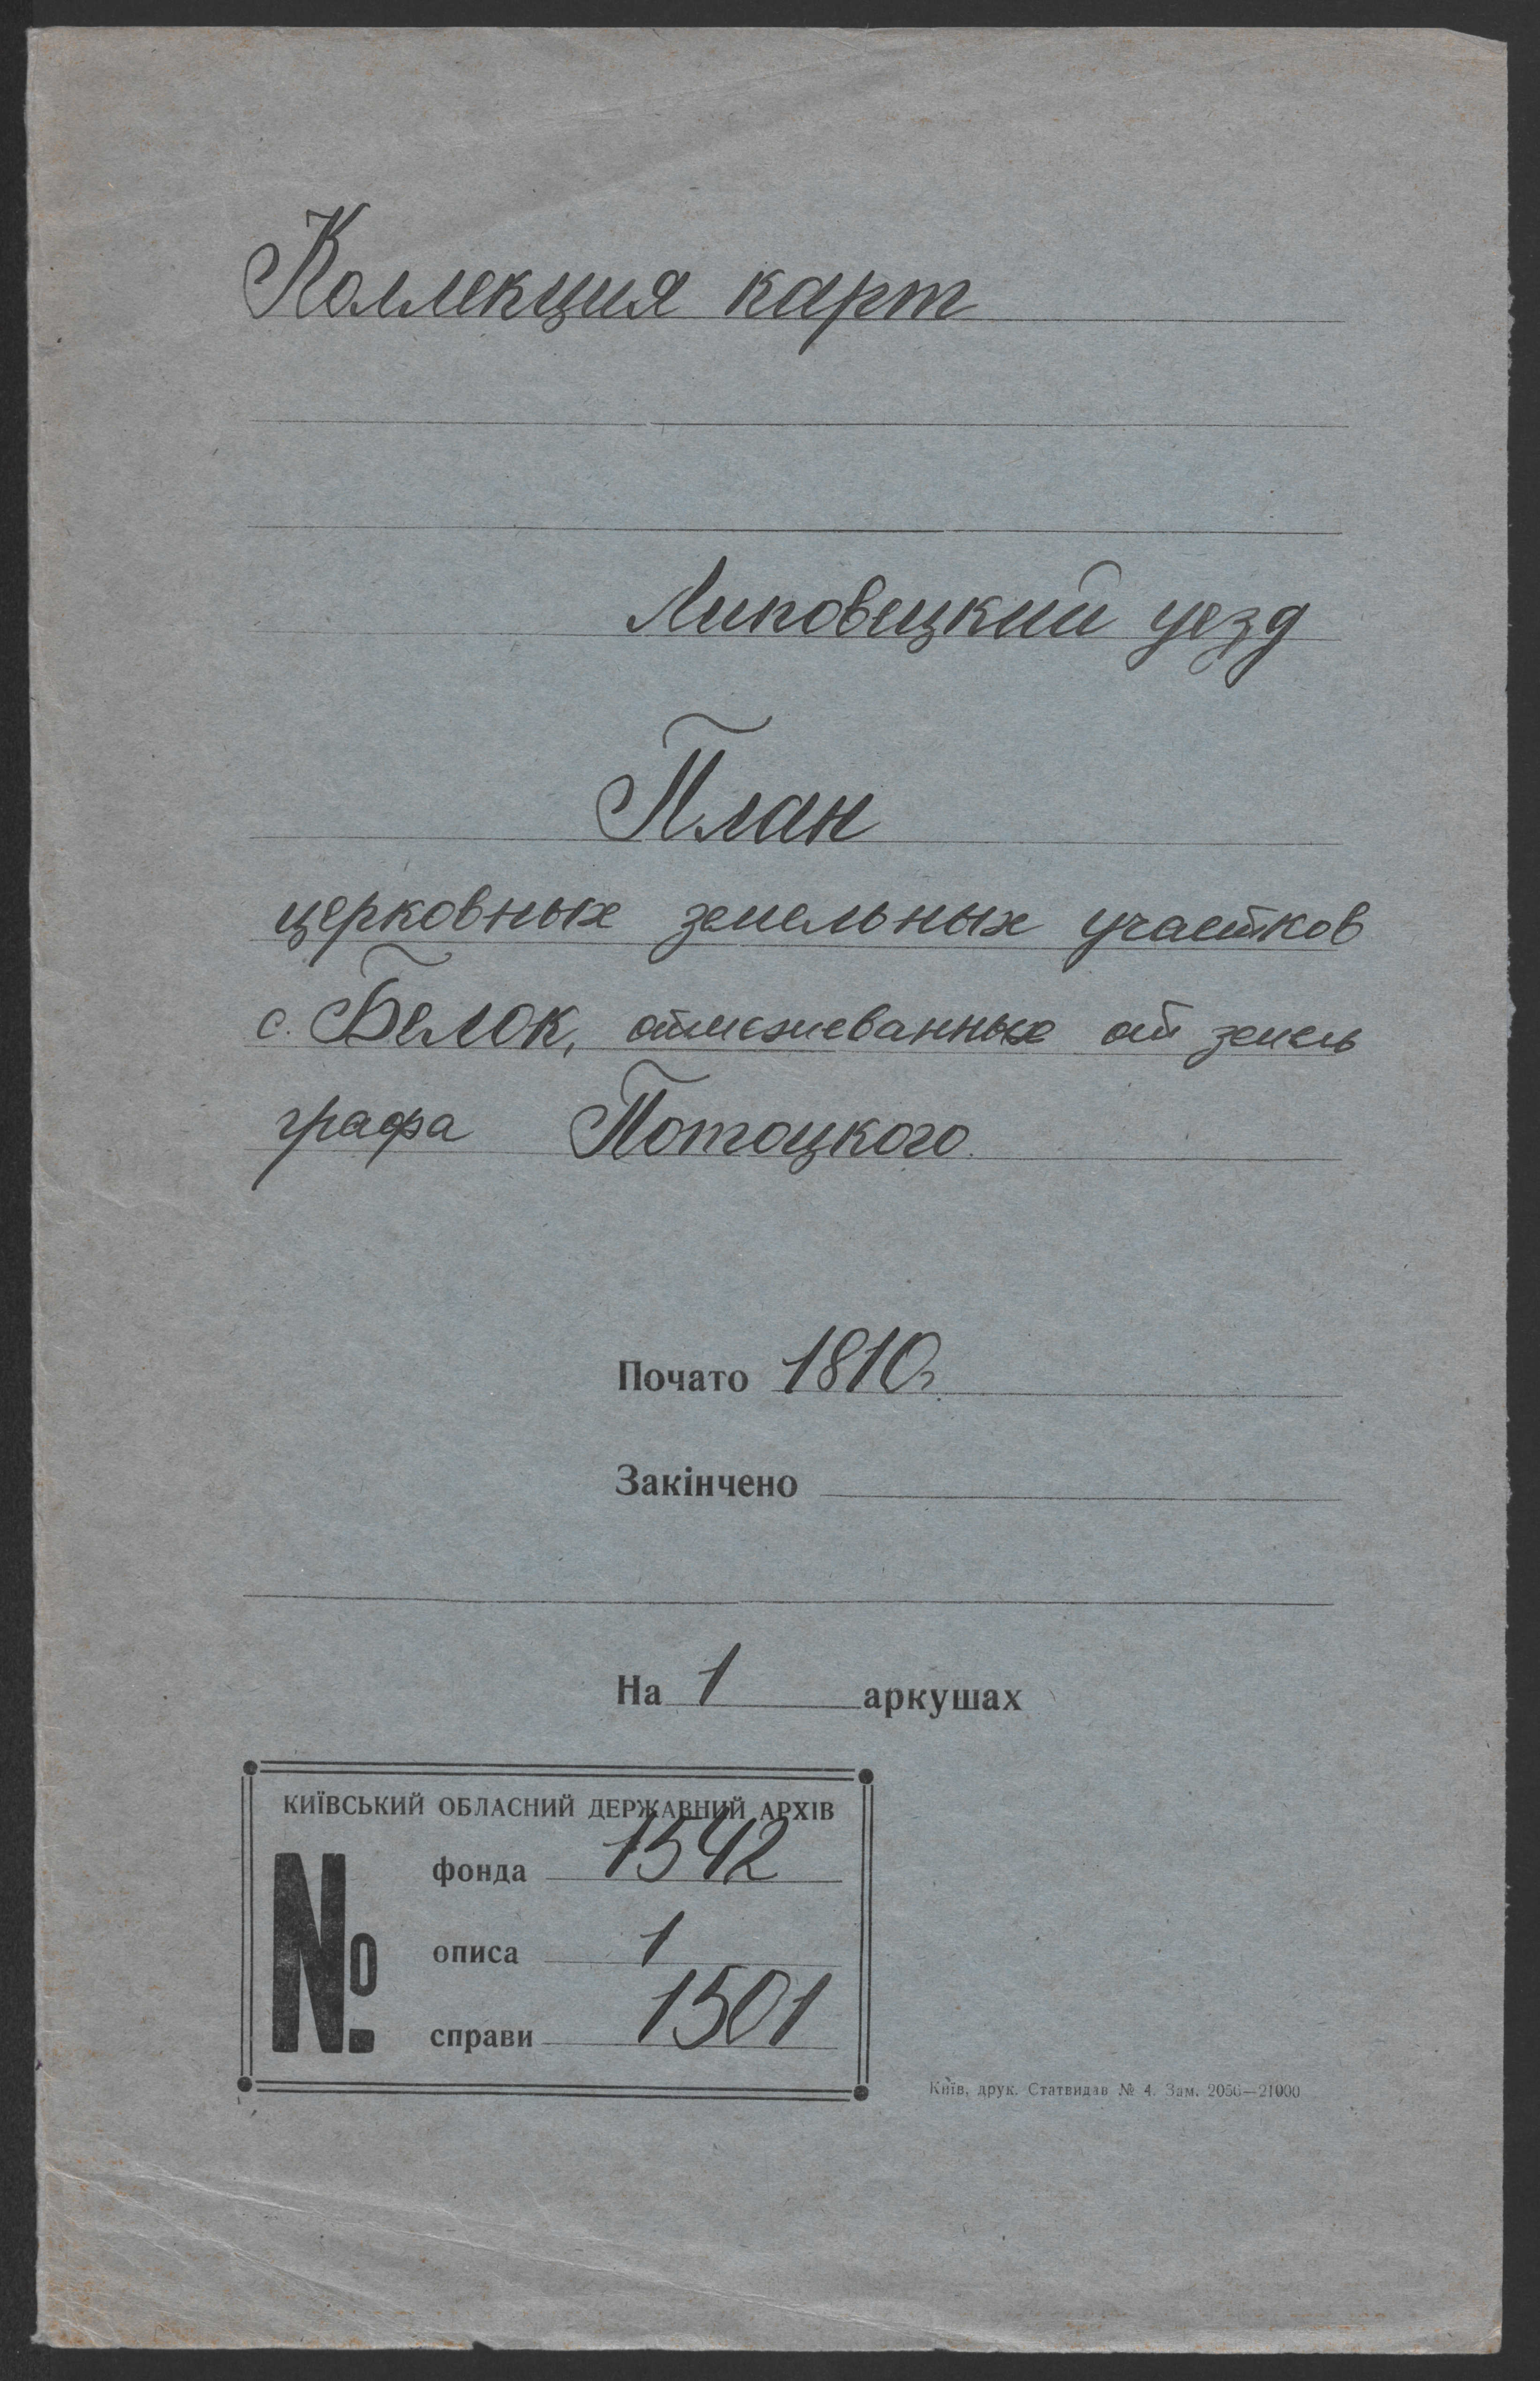 Коллекция карт
Липовецкий уезд
План
церковных земельных участков
с. Белок, отмежеванных от земель
графа Потоцкого.
Почато 1810 г.
Закінчено
На 1 аркушах
КИЇВСЬКИЙ ОБЛАСНИЙ ДЕРЖАВНИЙ АРХІВ
№
фонда 1542
описа 1
справи 1501
Київ, друк. Статвидав № 4. Зам. 2056—21000